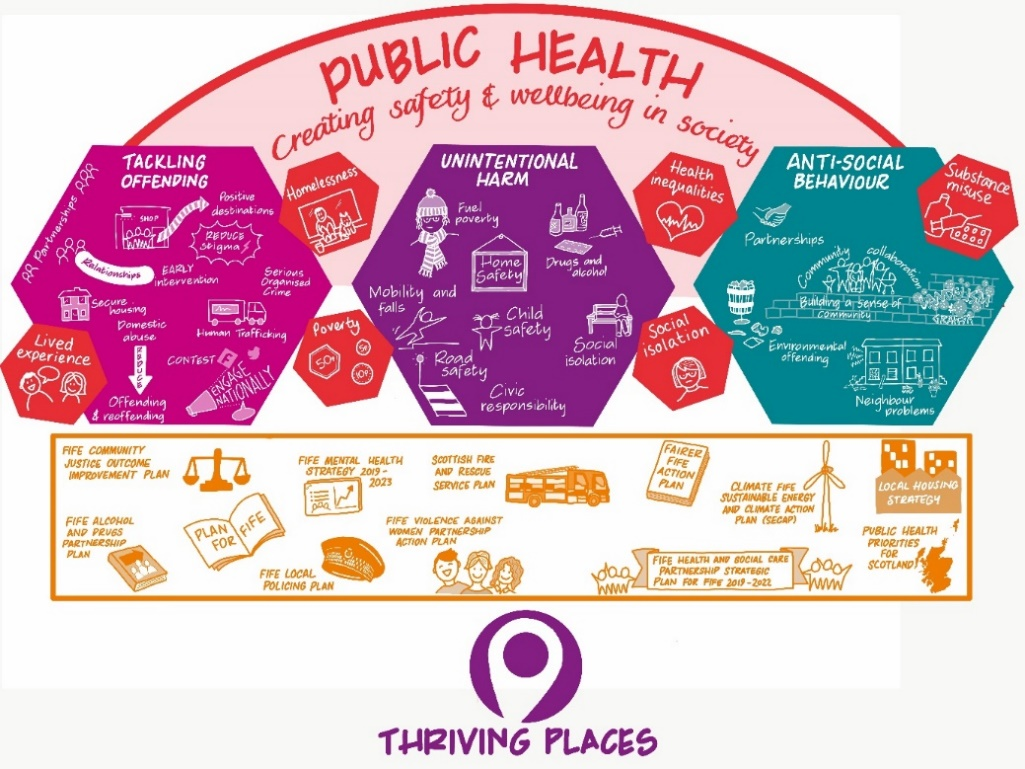 PUBLIC HEALTH
Creating safety & wellbeing in society
TACKLING
OFFENDING
Partnerships
SHOP
Positive
destinations
REDUCE
stigma
Relationships
EARLY
intervention
Serious
Organised
Crime
Secure
housing
Human Trafficking
Domestic
abuse
REDUCE
CONTEST
ENGAGE
NATIONALLY
Offending
& reoffending
Homelessness
Lived
experience
Poverty
50p
10p
UNINTENTIONAL
HARM
Fuel
poverty
Home
Safety
Drugs and
alcohol
Mobility and
falls
Child
safety
Social
isolation
Road
safety
Civic
responsibility
Health
inequalities
Social
isolation
ANTI-SOCIAL
BEHAVIOUR
Partnerships
Community collaboration
Building a sense of
community
Environmental
offending
Neighbour
problems
Substance
misuse
FIFE COMMUNITY
JUSTICE OUTCOME
IMPROVEMENT PLAN
FIFE ALCOHOL
AND DRUGS
PARTNERSHIP
PLAN
PLAN
FOR
FIFE
FIFE MENTAL HEALTH
STRATEGY 2019-
2023
FIFE LOCAL
POLICING PLAN
SCOTTISH FIRE
AND RESCUE
SERVICE PLAN
FIFE VIOLENCE AGAINST
WOMEN PARTNERSHIP
ACTION PLAN
FAIRER
FIFE
ACTION
PLAN
CLIMATE FIFE
SUSTAINABLE ENERGY
AND CLIMATE ACTION
PLAN (SECAP)
FIFE HEALTH AND SOCIAL CARE
PARTNERSHIP STRATEGIC
PLAN FOR FIFE 2019-2022
LOCAL HOUSING
STRATEGY
PUBLIC HEALTH
PRIORITIES
FOR
SCOTLAND
THRIVING PLACES